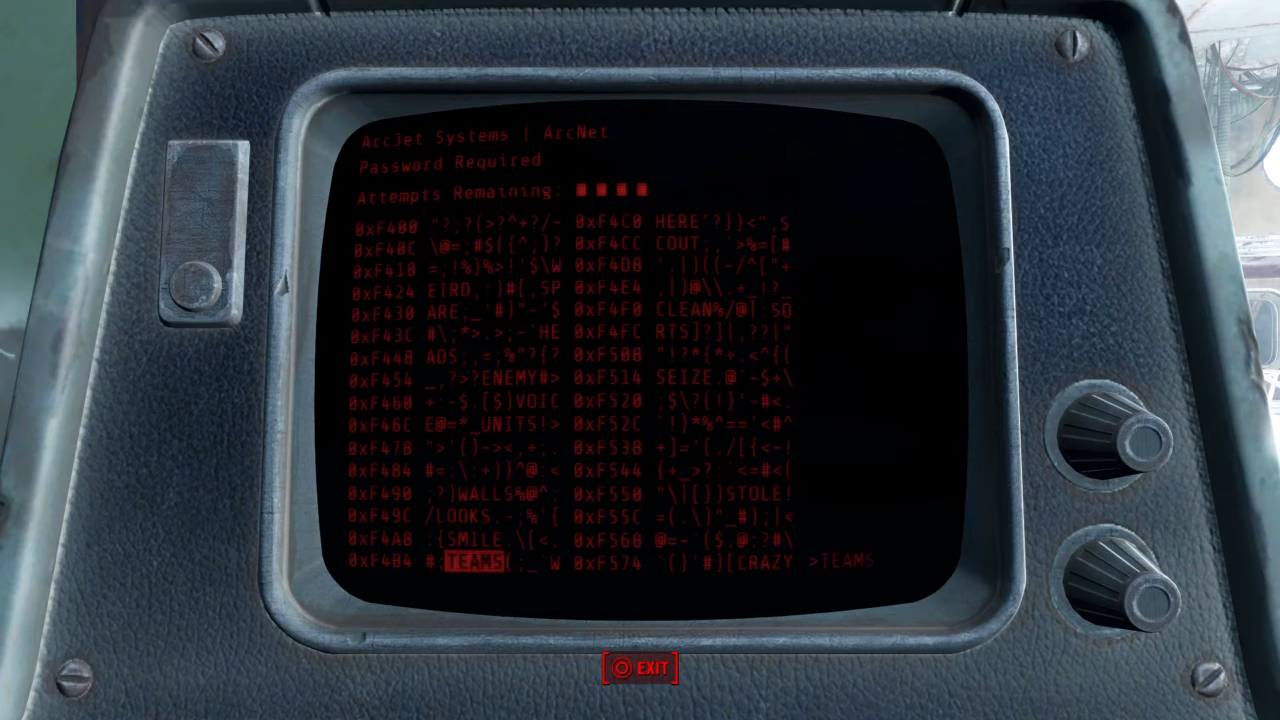 ArcJet Systems | ArcNet
Password Required
Attempts Remaining:
0xF400 "?;?(>?^+?/-
0xF40C \@=;#$({^;)?
0xF418 =;!%}%>!'$\W
0xF424 EIRD,:)#[,SP
0xF430 ARE;_'#)"-'$
0xF43C #\;*>.>;-'HE
0xF448 ADS;,=;%"?{?
0xF454 _,?>?ENEMY#>
0xF460 +:-$.[$)VOIC
0xF46C E@=*_UNITS!>
0xF478 ">'{)-><,+;.
0xF484 #=;\:+))^@:<
0xF490 ;?)WALLS%@^:
0xF49C /LOOKS.-;%'{
0xF4A8 :{SMILE.\[<.
0xF4B4 #;TEAMS(;_`W
0xF4C0 HERE'?}}<",S
0xF4CC COUT;,`>%=[#
0xF4D8 '.|)((-/^["+
0xF4E4 ,|)@\\.+_!?_
0xF4F0 CLEAN%/@|:SO
0xF4FC RTS]?]|,??|"
0xF508 "!?*{*+.<^{(
0xF514 SEIZE.@`-$+\
0xF520 ;$\?(!}'-#<.
0xF52C `!}*%^=='<#^
0xF538 +]='(./[{<-!
0xF544 {+_>?:`<=#<(
0xF550 "\|[}]STOLE!
0xF55C =(.\)"_#);|<
0xF568 @=-`($.@:?#\
0xF574 `(}'#)[CRAZY
>TEAMS
EXIT